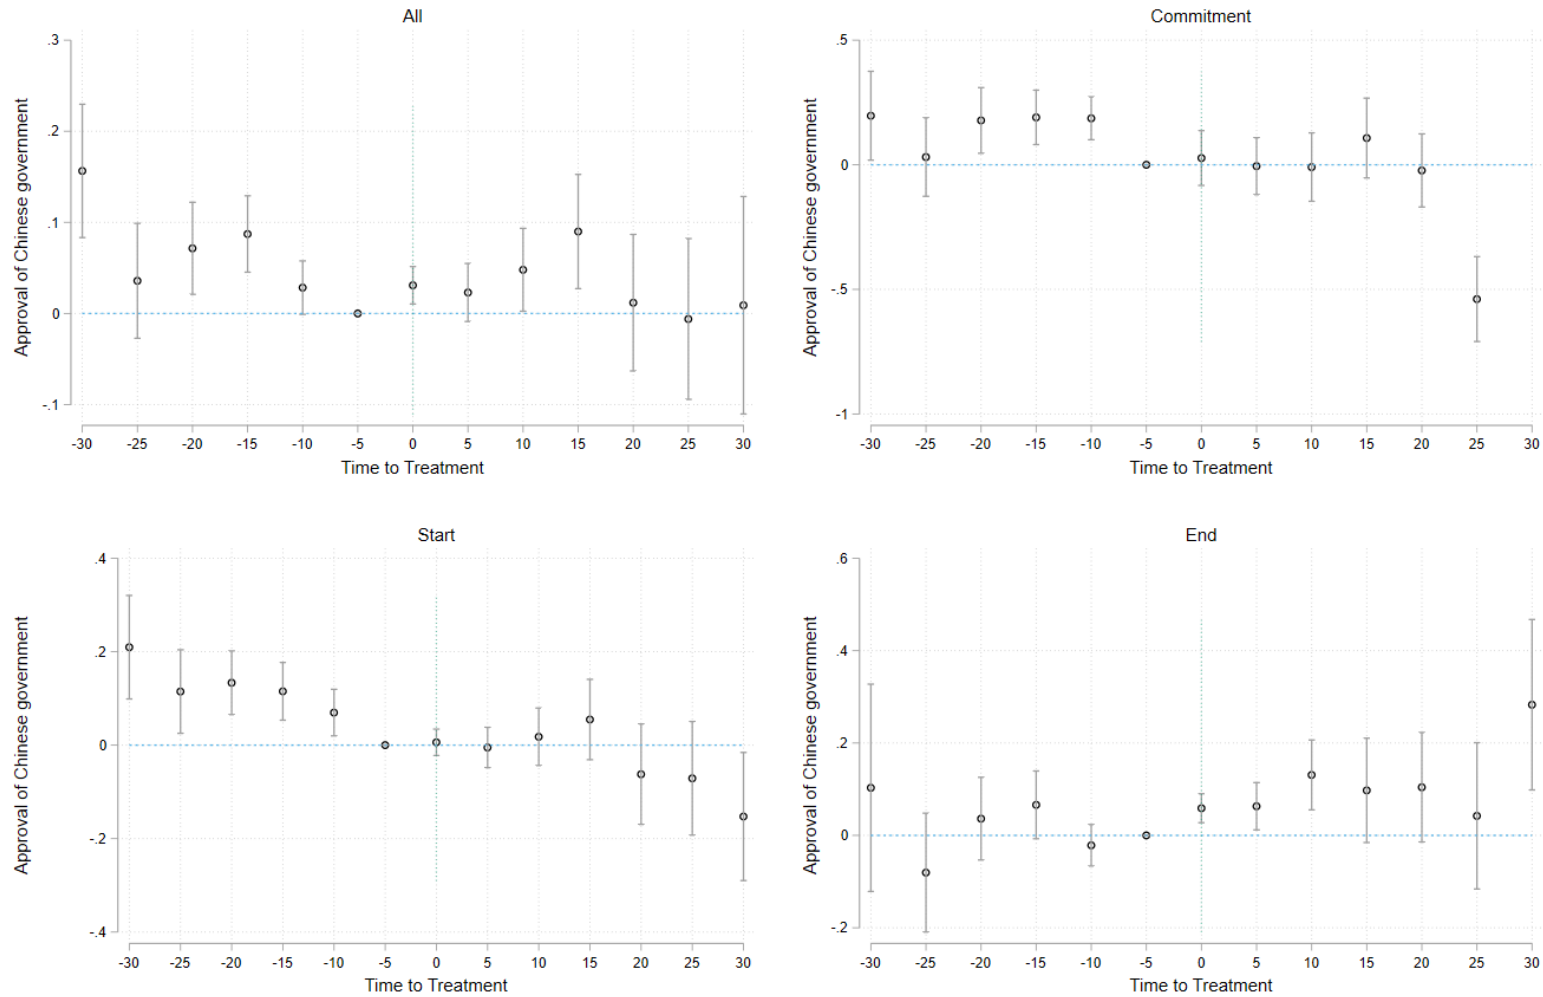 All
Approval of Chinese government
.3
.2
.1
0
-.1
-30 -25 -20 -15 -10 -5 0 5 10 15 20 25 30
Time to Treatment
Commitment
Approval of Chinese government
.5
0
-.5
-1
-30 -25 -20 -15 -10 -5 0 5 10 15 20 25 30
Time to Treatment
Start
Approval of Chinese government
.4
.2
0
-.2
-.4
-30 -25 -20 -15 -10 -5 0 5 10 15 20 25 30
Time to Treatment
End
Approval of Chinese government
.6
.4
.2
0
-.2
-30 -25 -20 -15 -10 -5 0 5 10 15 20 25 30
Time to Treatment